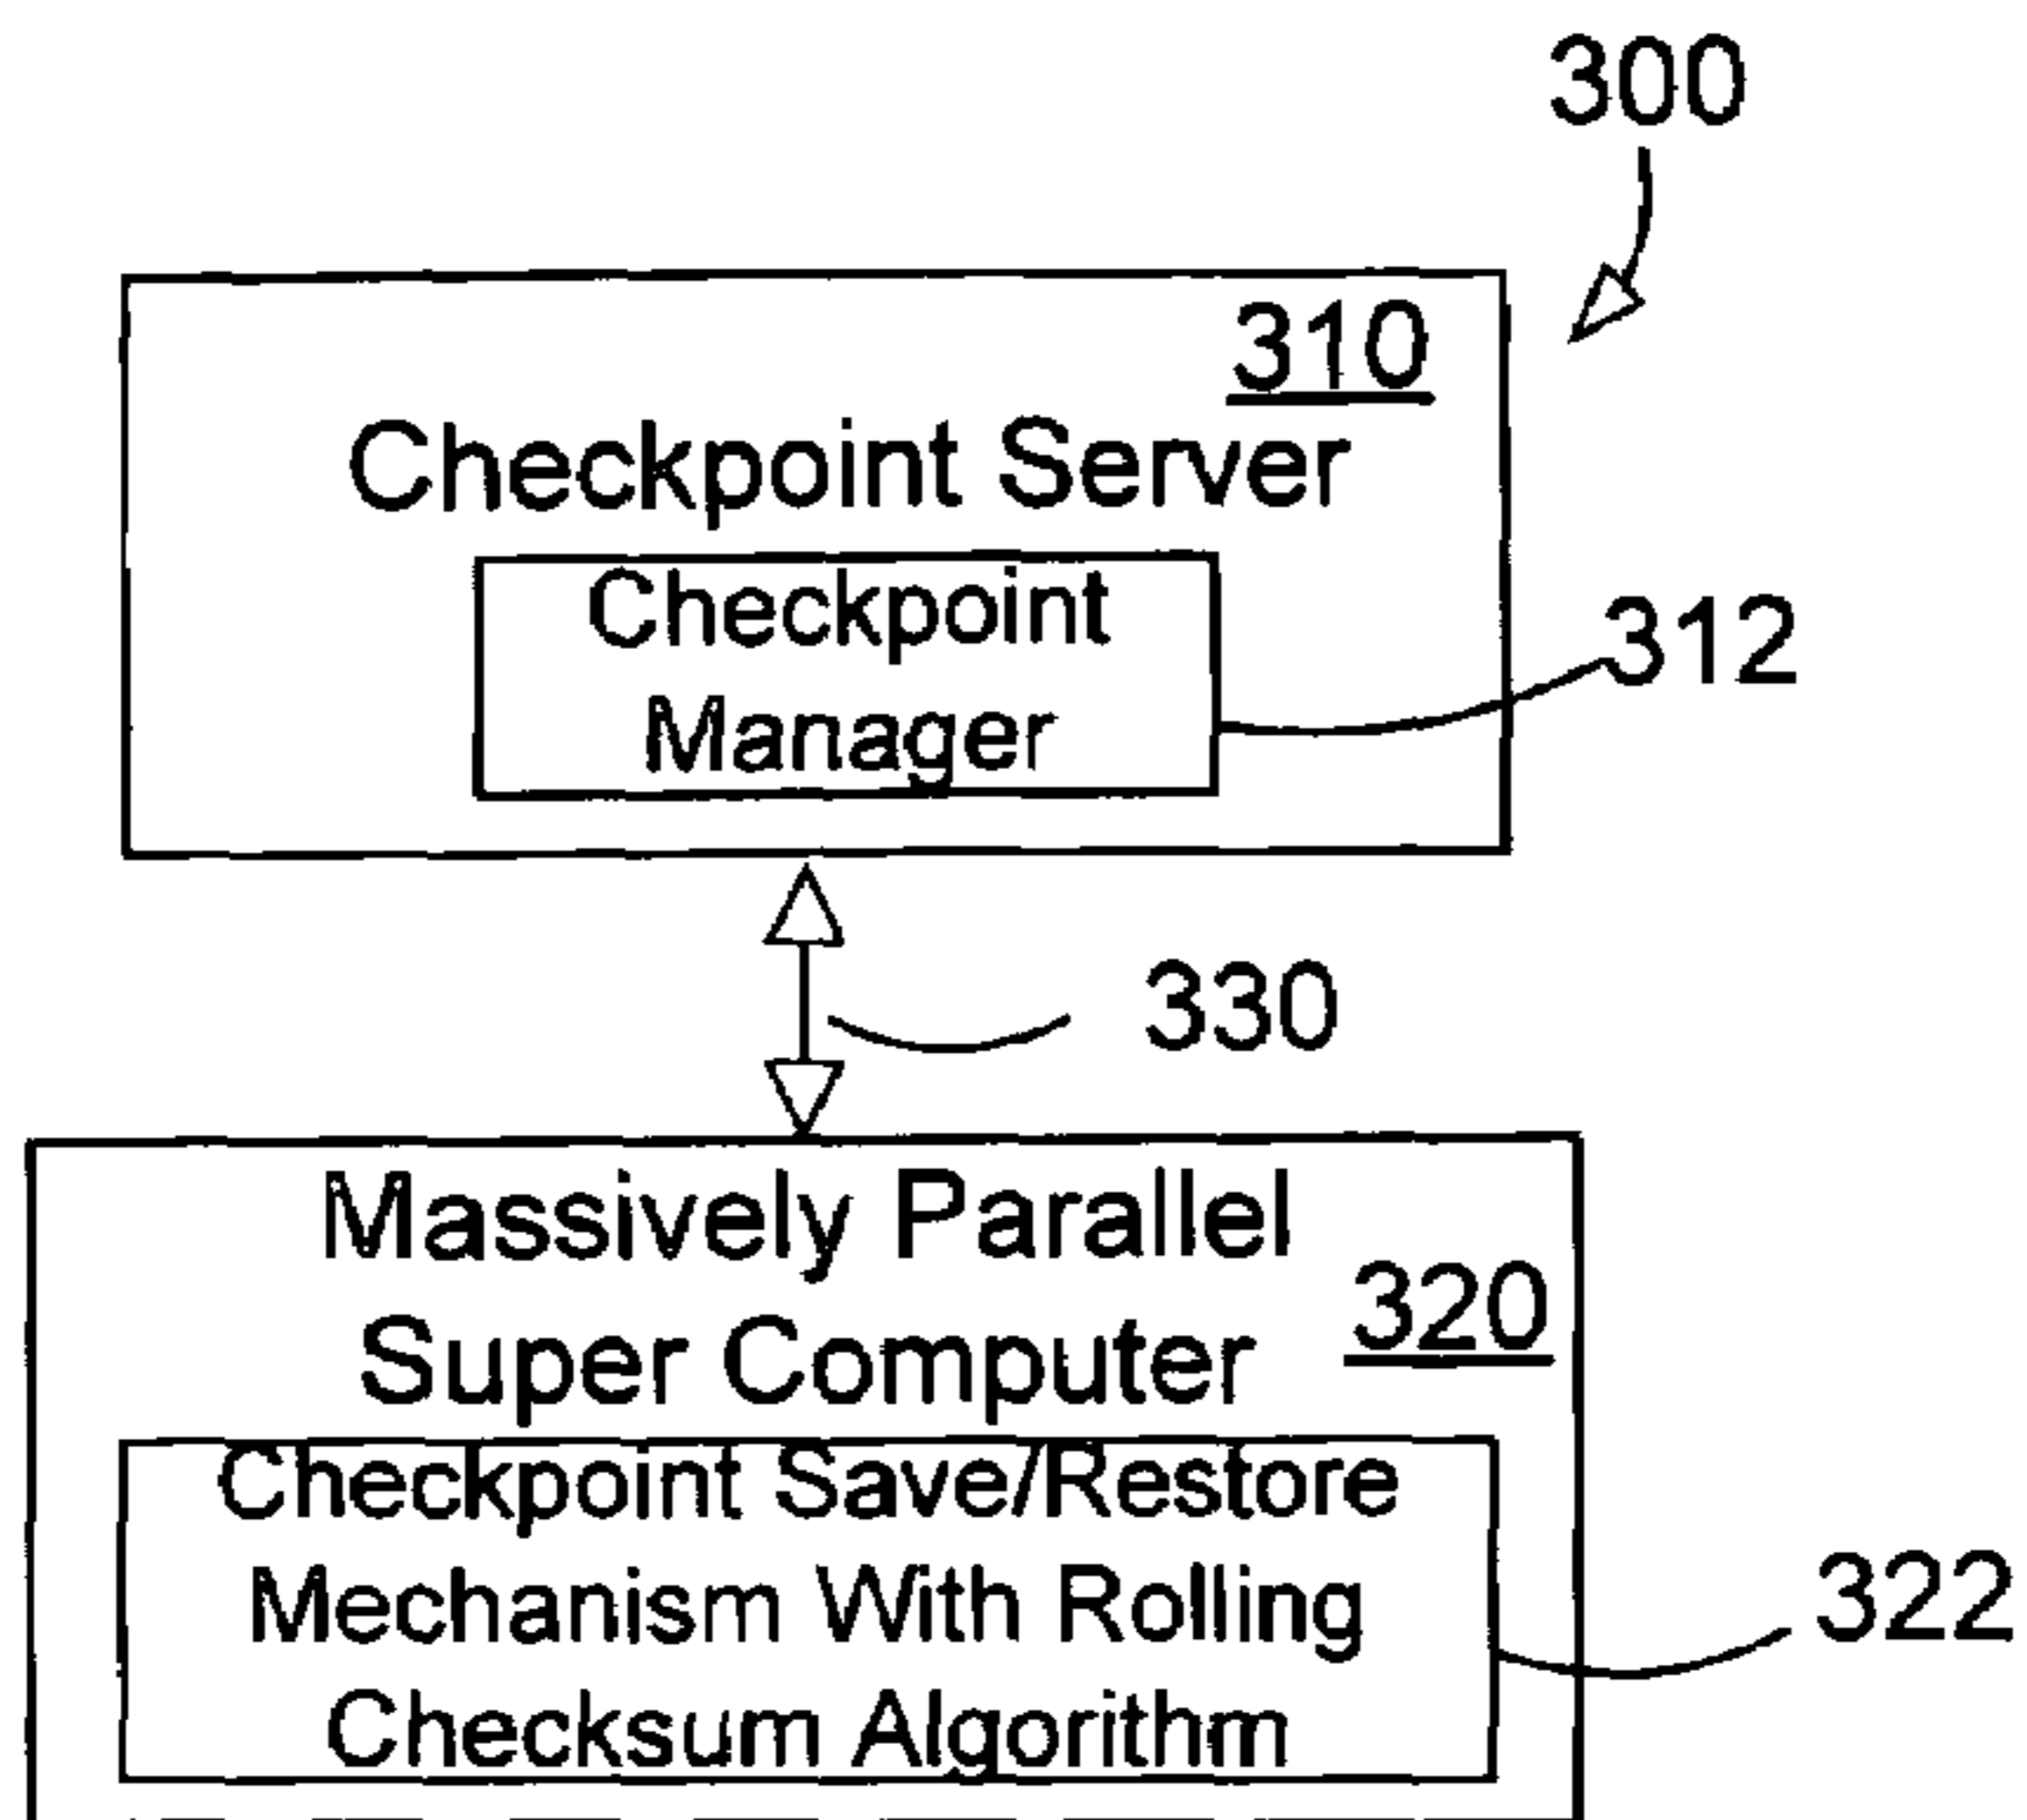 300
310
Checkpoint Server
Checkpoint
Manager
312
330
Massively Parallel
320
Super Computer
Checkpoint Save/Restore
Mechanism With Rolling
322
Checksum Algorithm